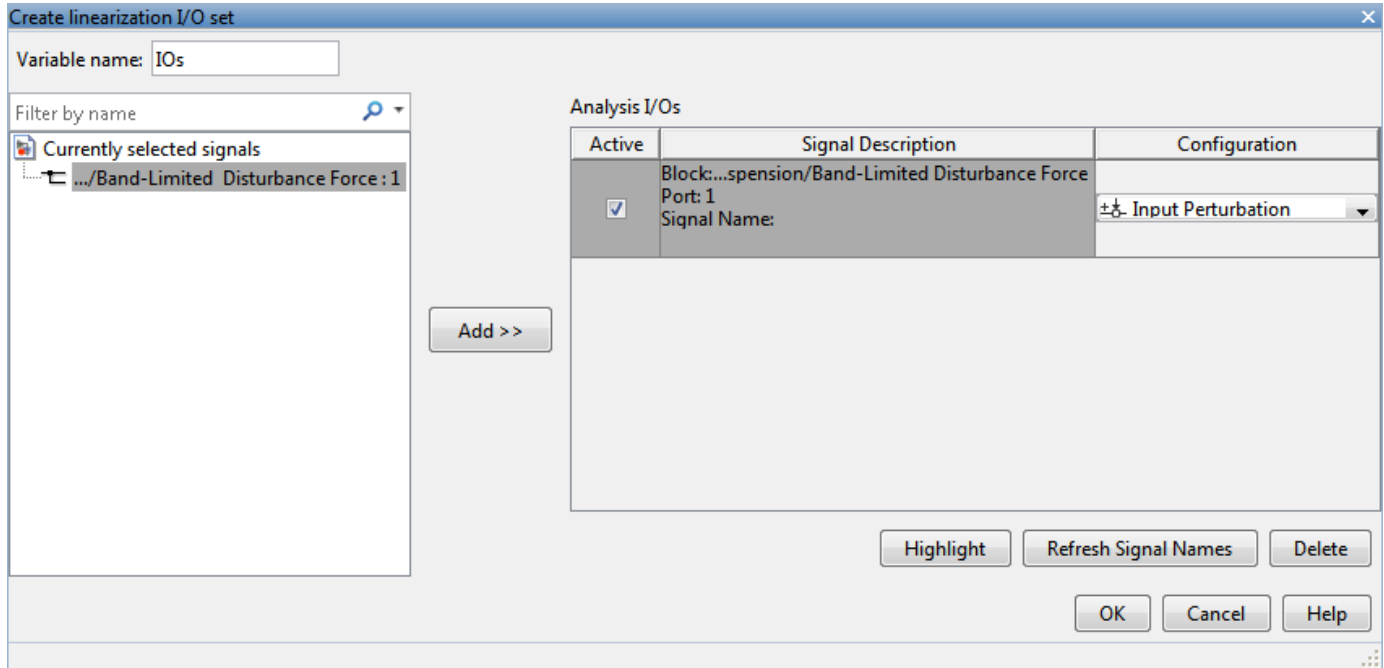 Create linearization I/O set
Variable name: IOs
Filter by name
Currently selected signals
.../Band-Limited Disturbance Force : 1
Add >>
Analysis I/Os
Active Signal Description Configuration
Block:...spension/Band-Limited Disturbance Force
Port: 1
Signal Name:
Input Perturbation
Highlight Refresh Signal Names Delete
OK Cancel Help